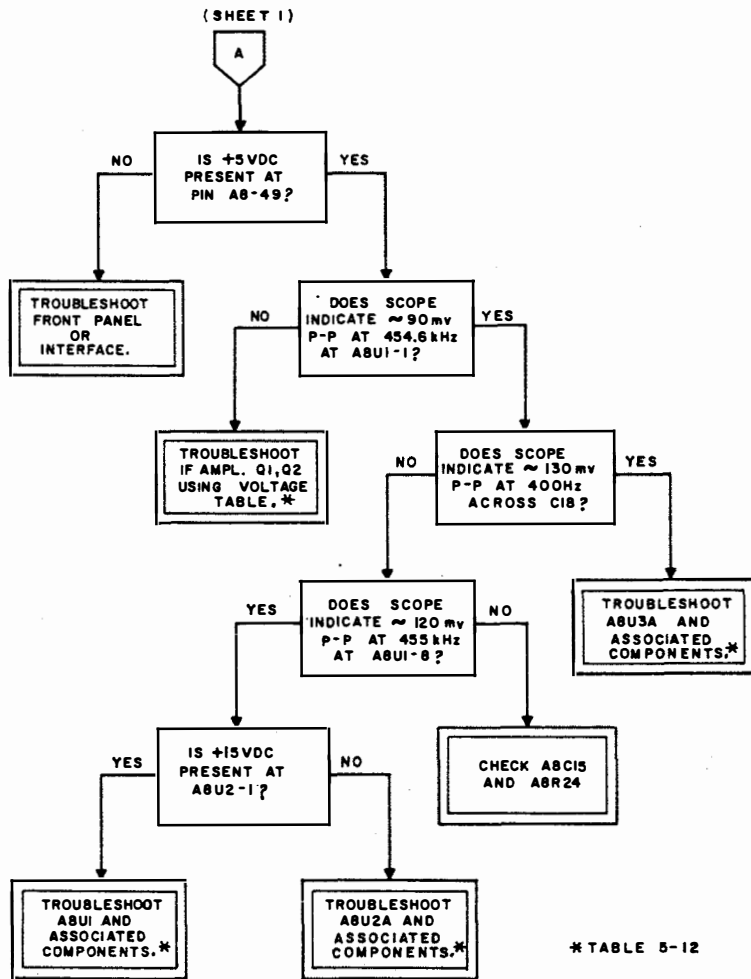 (SHEET 1)
A
IS +5VDC
PRESENT AT
PIN A8-49?
NO
YES
TROUBLESHOOT
FRONT PANEL
OR
INTERFACE.
DOES SCOPE
INDICATE ~90mv
P-P AT 454.6kHz
AT A8U1-1?
NO
YES
TROUBLESHOOT
IF AMPL. Q1,Q2
USING VOLTAGE
TABLE.*
DOES SCOPE
INDICATE ~130mv
P-P AT 400Hz
ACROSS C18?
NO
YES
DOES SCOPE
INDICATE ~120mv
P-P AT 455kHz
AT A8U1-8?
YES
NO
TROUBLESHOOT
A8U3A AND
ASSOCIATED
COMPONENTS.*
IS +15VDC
PRESENT AT
A8U2-1?
YES
NO
CHECK A8C15
AND A8R24
TROUBLESHOOT
A8U1 AND
ASSOCIATED
COMPONENTS.*
TROUBLESHOOT
A8U2A AND
ASSOCIATED
COMPONENTS.*
*TABLE 5-12